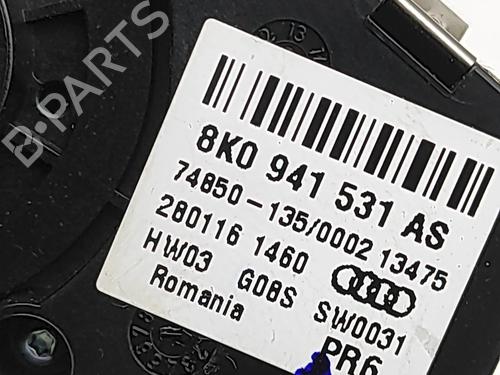 B-PARTS
8K0 941 531 AS
74850-135/0002 13475
280116 1460
HW03 G08S SW0031
Romania PR6